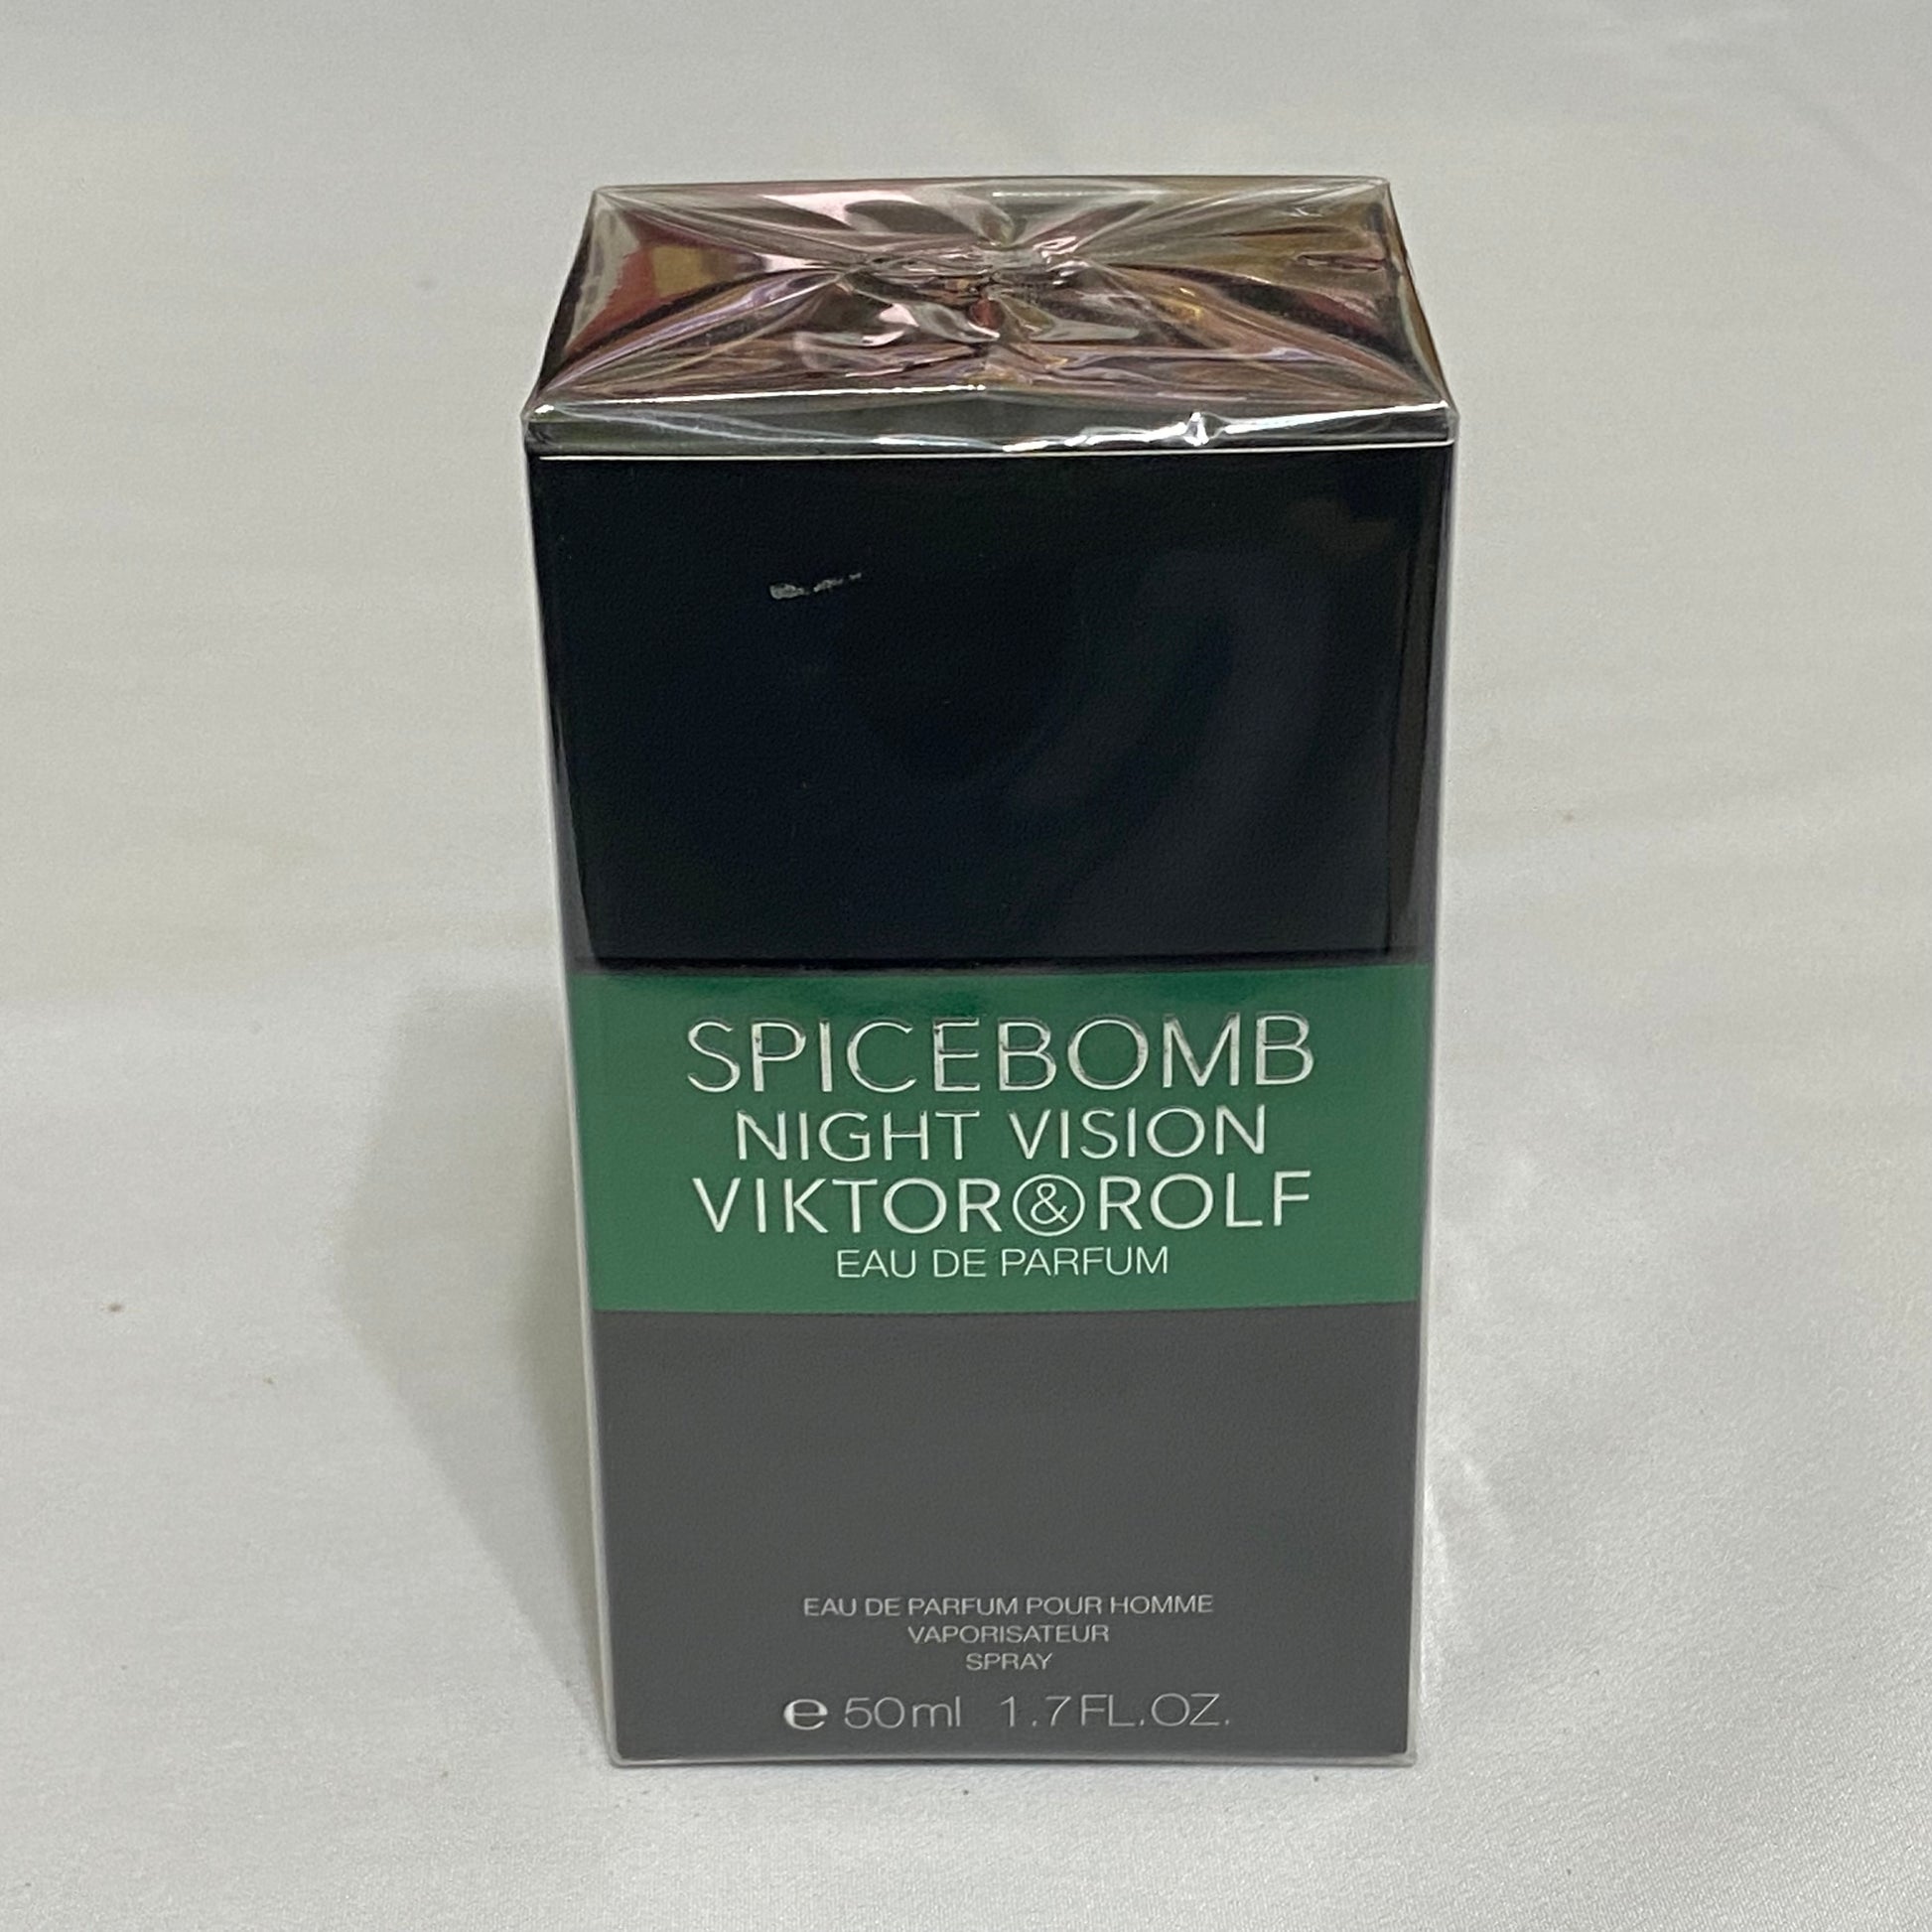 SPICEBOMB
NIGHT VISION
VIKTOR&ROLF
EAU DE PARFUM
EAU DE PARFUM POUR HOMME
VAPORISATEUR
SPRAY
℮ 50ml 1.7FL.OZ.